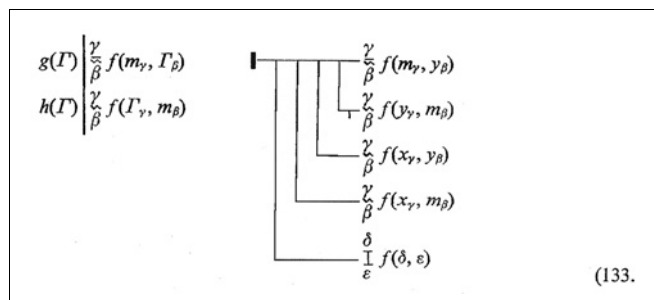 g(Γ) | γ ≂ β f(m_γ, Γ_β)
h(Γ) | γ ~ β f(Γ_γ, m_β)
γ ≂ β f(m_γ, y_β)
γ ~ β f(y_γ, m_β)
γ ~ β f(x_γ, y_β)
γ ~ β f(x_γ, m_β)
δ I ε f(δ, ε)
(133.